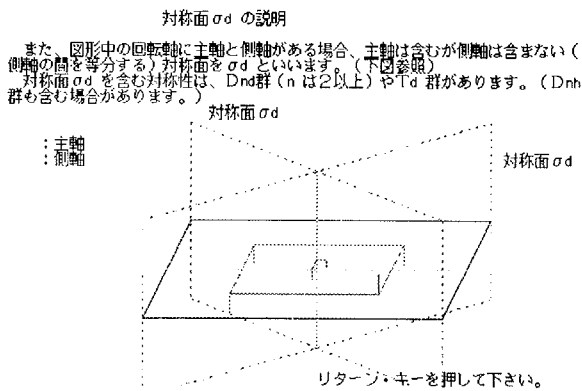 対称面σd の説明
また、図形中の回転軸に主軸と側軸がある場合、主軸は含むが側軸は含まない（
側軸の間を等分する）対称面をσd といいます。（下図参照）
対称面σd を含む対称性は、Dnd群（n は２以上）やTd 群があります。（Dnh
群も含む場合があります。）
対称面σd
：主軸
：側軸
対称面σd
リターン・キーを押して下さい。